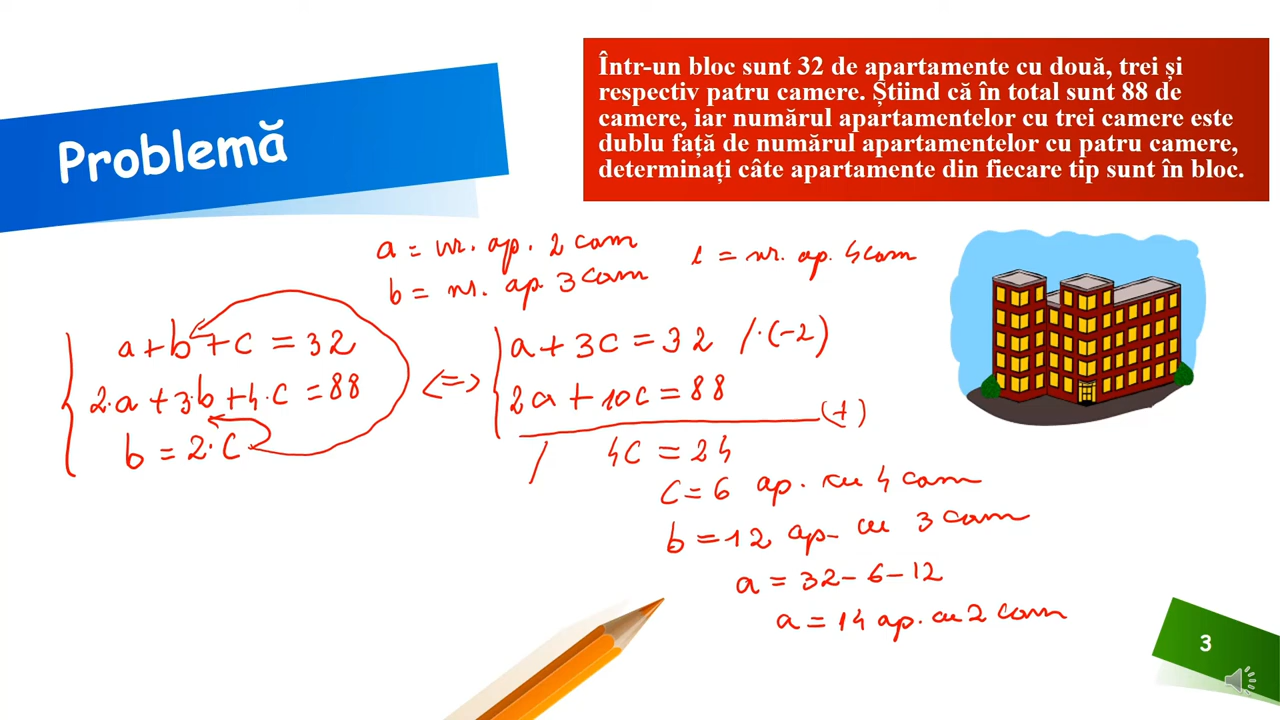 Problemă
Într-un bloc sunt 32 de apartamente cu două, trei și
respectiv patru camere. Știind că în total sunt 88 de
camere, iar numărul apartamentelor cu trei camere este
dublu față de numărul apartamentelor cu patru camere,
determinați câte apartamente din fiecare tip sunt în bloc.
a = nr. ap. 2 cam
c = nr. ap. 4 cam
b = nr. ap. 3 cam
a + b + c = 32
2·a + 3·b + 4·c = 88
b = 2·c
<=>
a + 3c = 32 /·(-2)
2a + 10c = 88
(+)
/ 4c = 24
c = 6 ap. cu 4 cam
b = 12 ap. cu 3 cam
a = 32 - 6 - 12
a = 14 ap. cu 2 cam
3